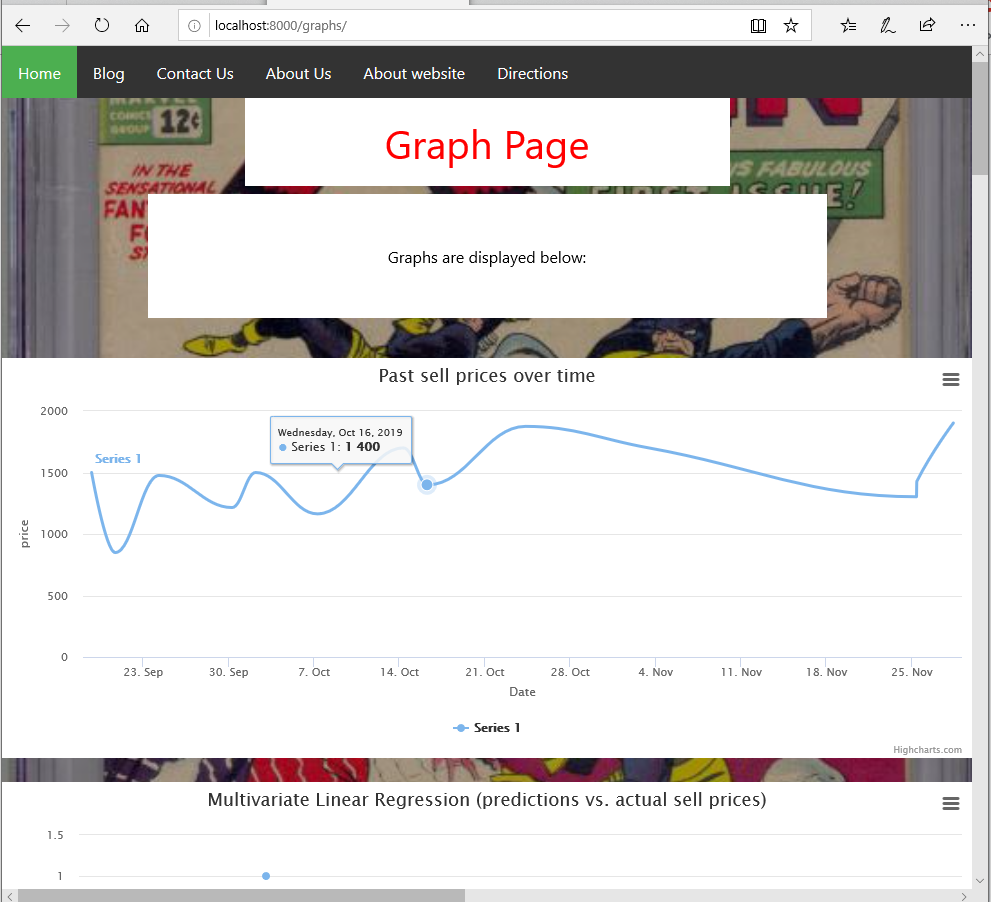 localhost:8000/graphs/
Home Blog Contact Us About Us About website Directions
MARVEL
COMICS
GROUP
12¢
Graph Page
IN THE
SENSATIONAL
FAN
S FABULOUS
FIRST ISSUE!
Graphs are displayed below:
Past sell prices over time
2000
1500
1000
500
0
price
Series 1
Wednesday, Oct 16, 2019
Series 1: 1 400
23. Sep 30. Sep 7. Oct 14. Oct 21. Oct 28. Oct 4. Nov 11. Nov 18. Nov 25. Nov
Date
Series 1
Highcharts.com
Multivariate Linear Regression (predictions vs. actual sell prices)
1.5
1